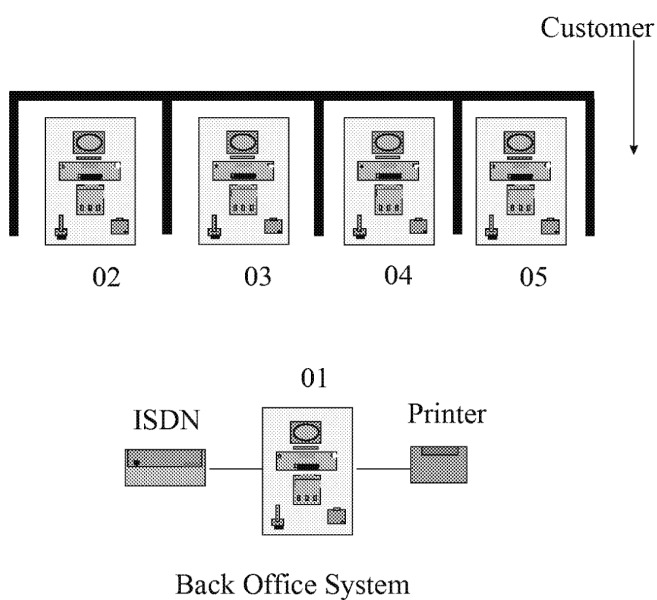 Customer
02 03 04 05
01
ISDN
Printer
Back Office System